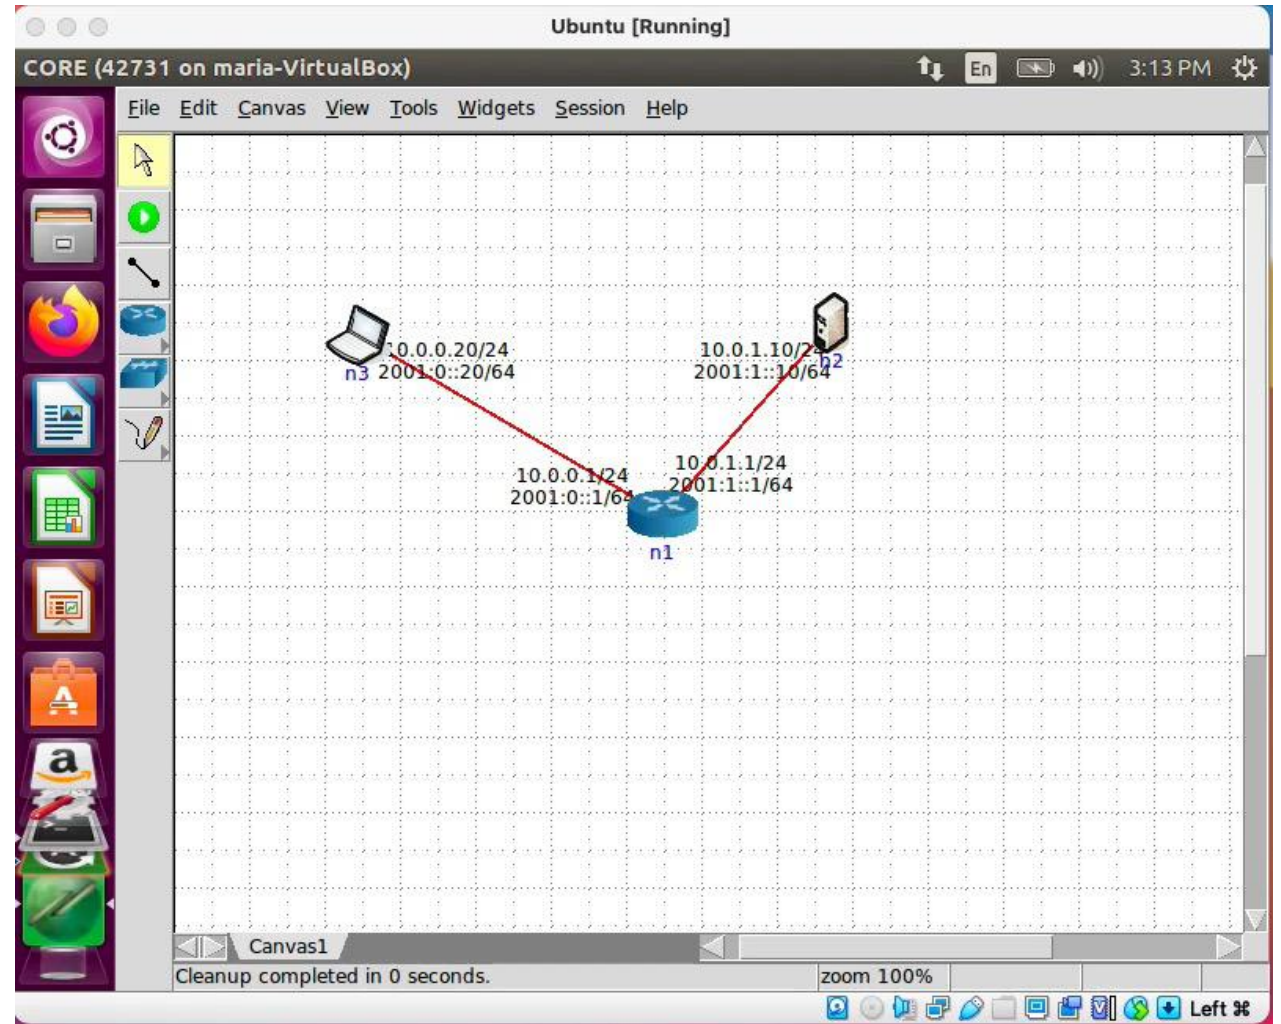 Ubuntu [Running]
CORE (42731 on maria-VirtualBox)
En
3:13 PM
File Edit Canvas View Tools Widgets Session Help
10.0.0.20/24
2001:0::20/64
n3
10.0.1.10/24
2001:1::10/64
n2
10.0.0.1/24
2001:0::1/64
10.0.1.1/24
2001:1::1/64
n1
Canvas1
Cleanup completed in 0 seconds.
zoom 100%
Left ⌘